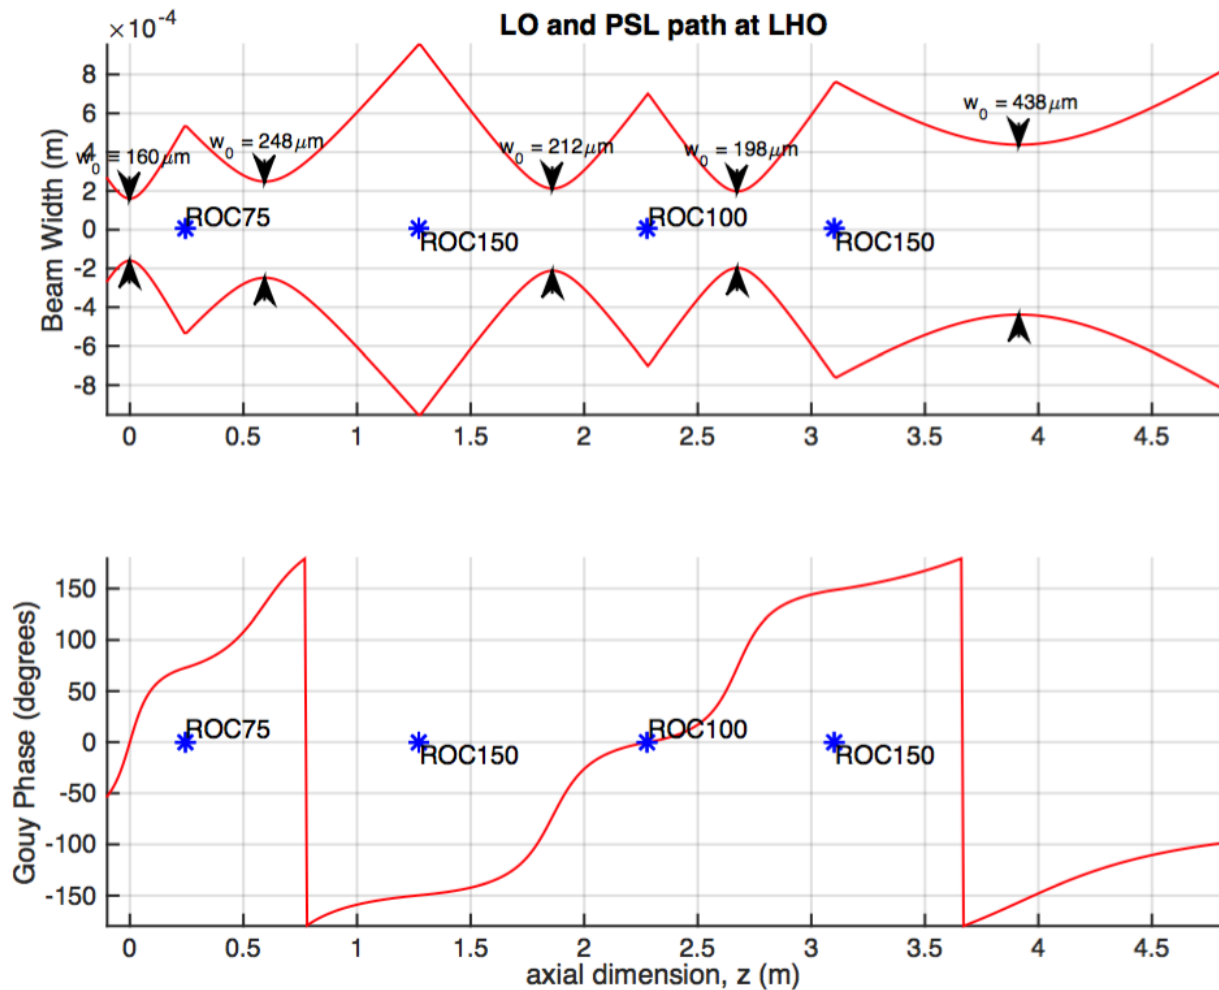 LO and PSL path at LHO
×10⁻⁴
Beam Width (m)
8
6
4
2
0
-2
-4
-6
-8
w₀ = 160μm
w₀ = 248μm
w₀ = 212μm
w₀ = 198μm
w₀ = 438μm
ROC75
ROC150
ROC100
ROC150
0 0.5 1 1.5 2 2.5 3 3.5 4 4.5
Gouy Phase (degrees)
150
100
50
0
-50
-100
-150
ROC75
ROC150
ROC100
ROC150
0 0.5 1 1.5 2 2.5 3 3.5 4 4.5
axial dimension, z (m)